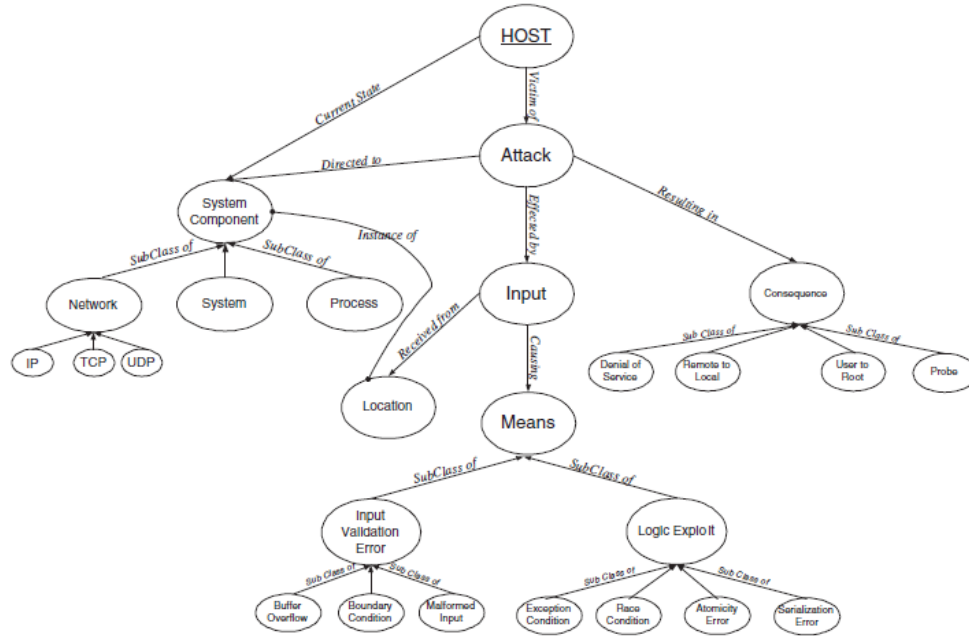 HOST
Current State
Victim of
Attack
Directed to
Effected by
Resulting in
System
Component
Instance of
SubClass of
SubClass of
Network
System
Process
Input
Consequence
Received from
Causing
Sub Class of
Sub Class of
IP
TCP
UDP
Denial of
Service
Remote to
Local
User to
Root
Probe
Location
Means
SubClass of
SubClass of
Input
Validation
Error
Logic Exploit
Sub Class of
Sub Class of
Sub Class of
Sub Class of
Buffer
Overflow
Boundary
Condition
Malformed
Input
Exception
Condition
Race
Condition
Atomicity
Error
Serialization
Error